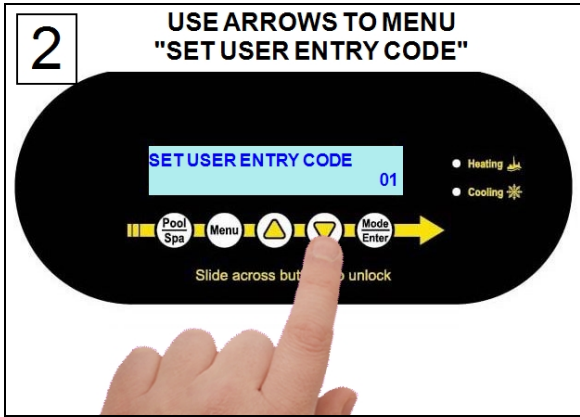 2
USE ARROWS TO MENU
"SET USER ENTRY CODE"
SET USER ENTRY CODE
01
Heating
Cooling
Pool
Spa
Menu
Mode
Enter
Slide across but o unlock